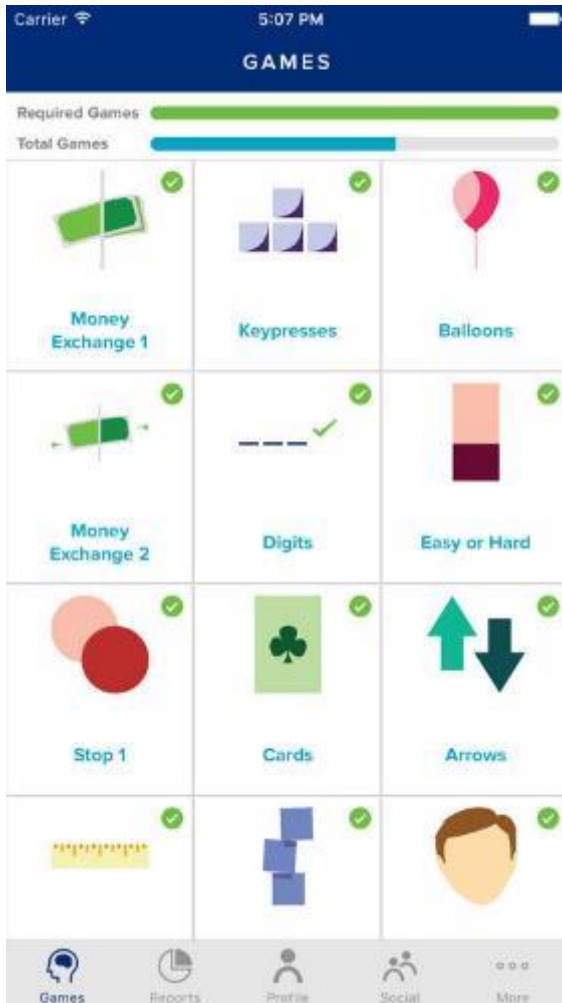 Carrier 5:07 PM
GAMES
Required Games
Total Games
Money
Exchange 1
Keypresses
Balloons
Money
Exchange 2
Digits
Easy or Hard
Stop 1
Cards
Arrows
Games
Reports
Profile
Social
More